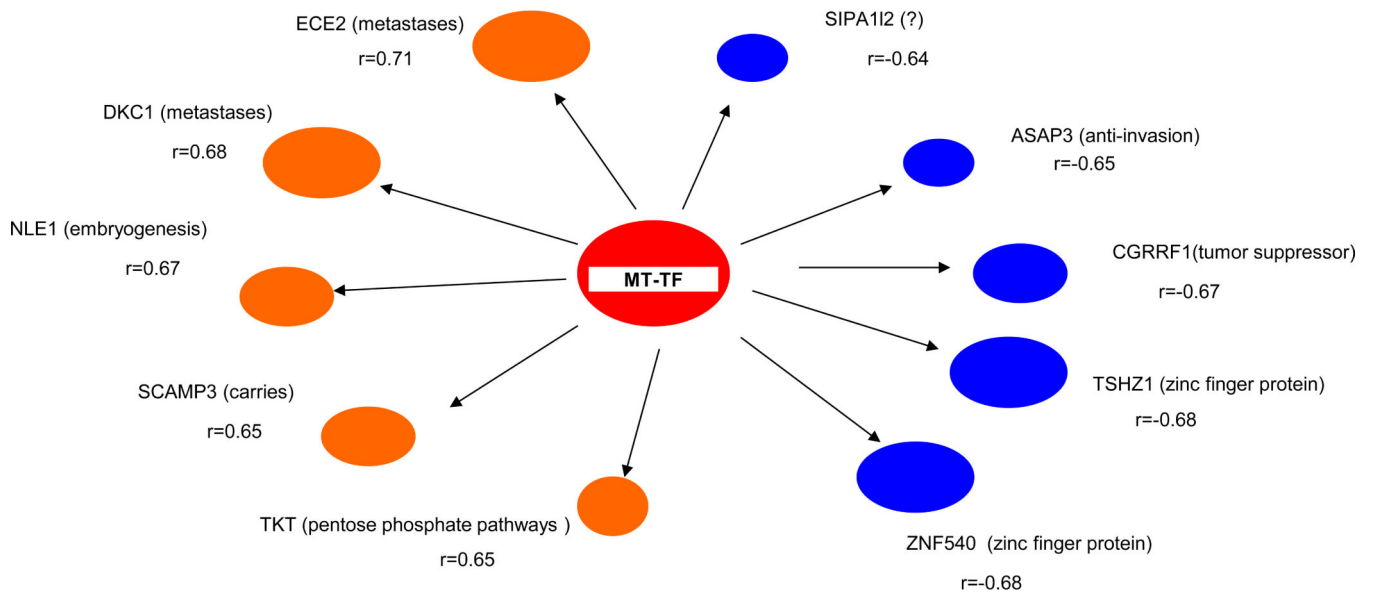 ECE2 (metastases)
r=0.71
SIPA1I2 (?)
r=-0.64
DKC1 (metastases)
r=0.68
ASAP3 (anti-invasion)
r=-0.65
NLE1 (embryogenesis)
r=0.67
CGRRF1(tumor suppressor)
r=-0.67
MT-TF
SCAMP3 (carries)
r=0.65
TSHZ1 (zinc finger protein)
r=-0.68
TKT (pentose phosphate pathways )
r=0.65
ZNF540 (zinc finger protein)
r=-0.68